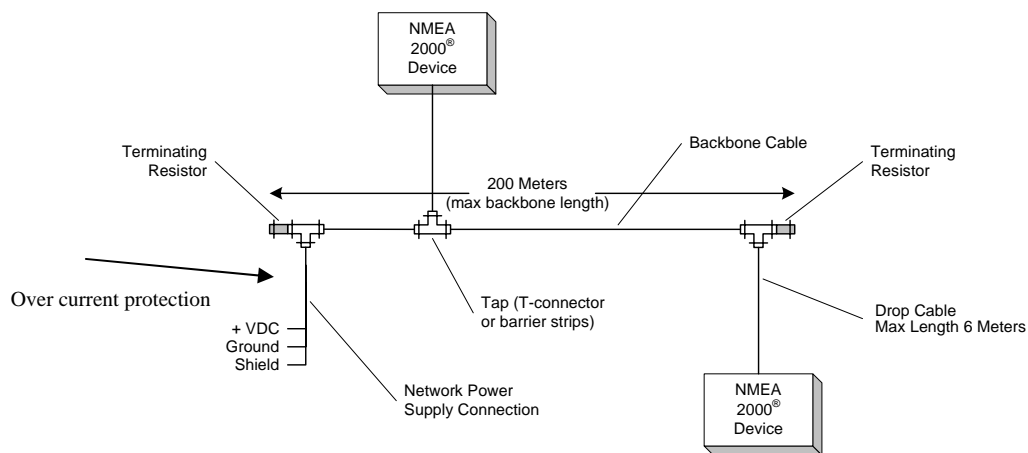 NMEA
2000®
Device
Terminating
Resistor
Backbone Cable
Terminating
Resistor
200 Meters
(max backbone length)
Over current protection
Tap (T-connector
or barrier strips)
Drop Cable
Max Length 6 Meters
+ VDC
Ground
Shield
Network Power
Supply Connection
NMEA
2000®
Device